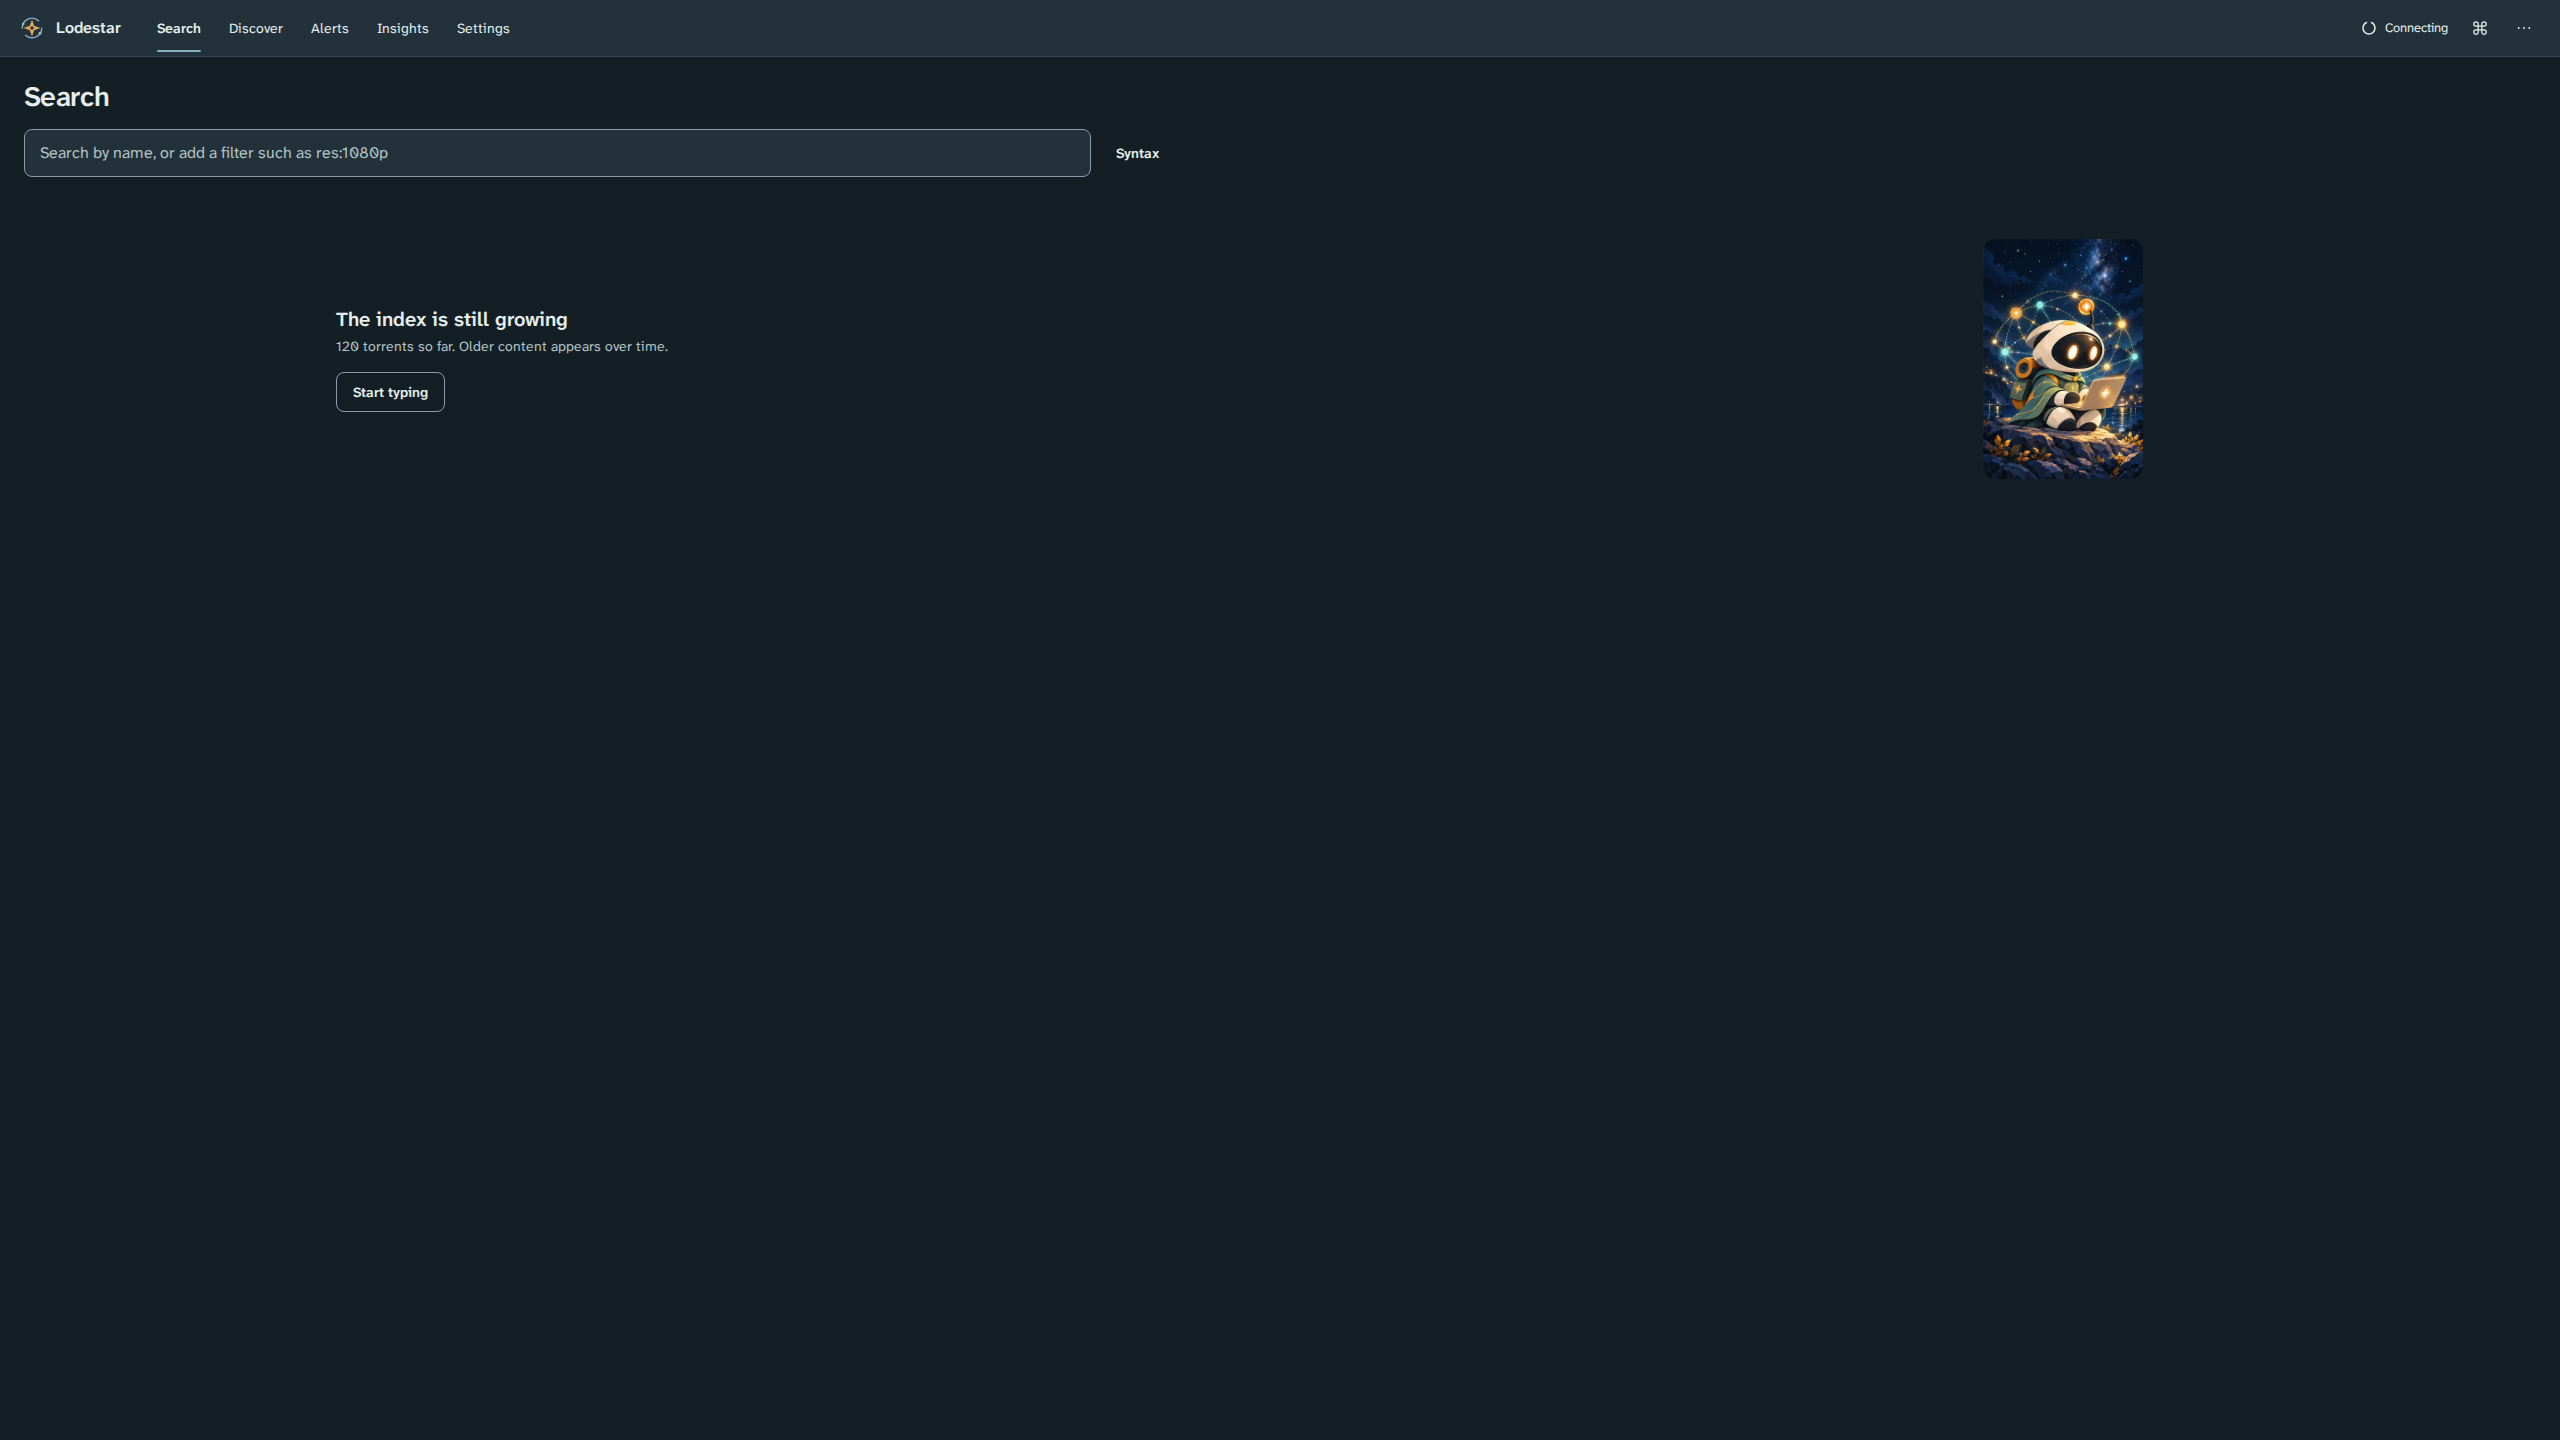 Lodestar
Search
Discover
Alerts
Insights
Settings
Connecting
Search
Search by name, or add a filter such as res:1080p
Syntax
The index is still growing
120 torrents so far. Older content appears over time.
Start typing